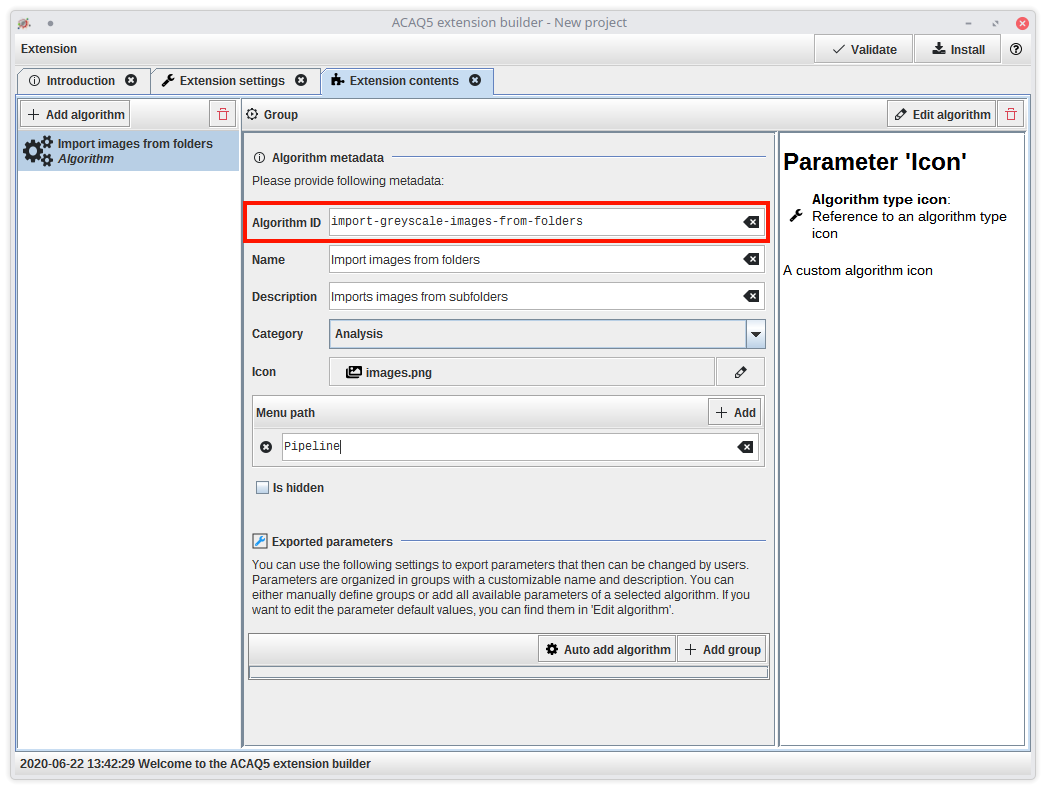 ACAQ5 extension builder - New project
Extension
Validate
Install
Introduction
Extension settings
Extension contents
Add algorithm
Group
Edit algorithm
Import images from folders
Algorithm
Algorithm metadata
Please provide following metadata:
Algorithm ID
import-greyscale-images-from-folders
Name
Import images from folders
Description
Imports images from subfolders
Category
Analysis
Icon
images.png
Menu path
Add
Pipeline
Is hidden
Exported parameters
You can use the following settings to export parameters that then can be changed by users.
Parameters are organized in groups with a customizable name and description. You can
either manually define groups or add all available parameters of a selected algorithm. If you
want to edit the parameter default values, you can find them in 'Edit algorithm'.
Auto add algorithm
Add group
Parameter 'Icon'
Algorithm type icon:
Reference to an algorithm type
icon
A custom algorithm icon
2020-06-22 13:42:29 Welcome to the ACAQ5 extension builder